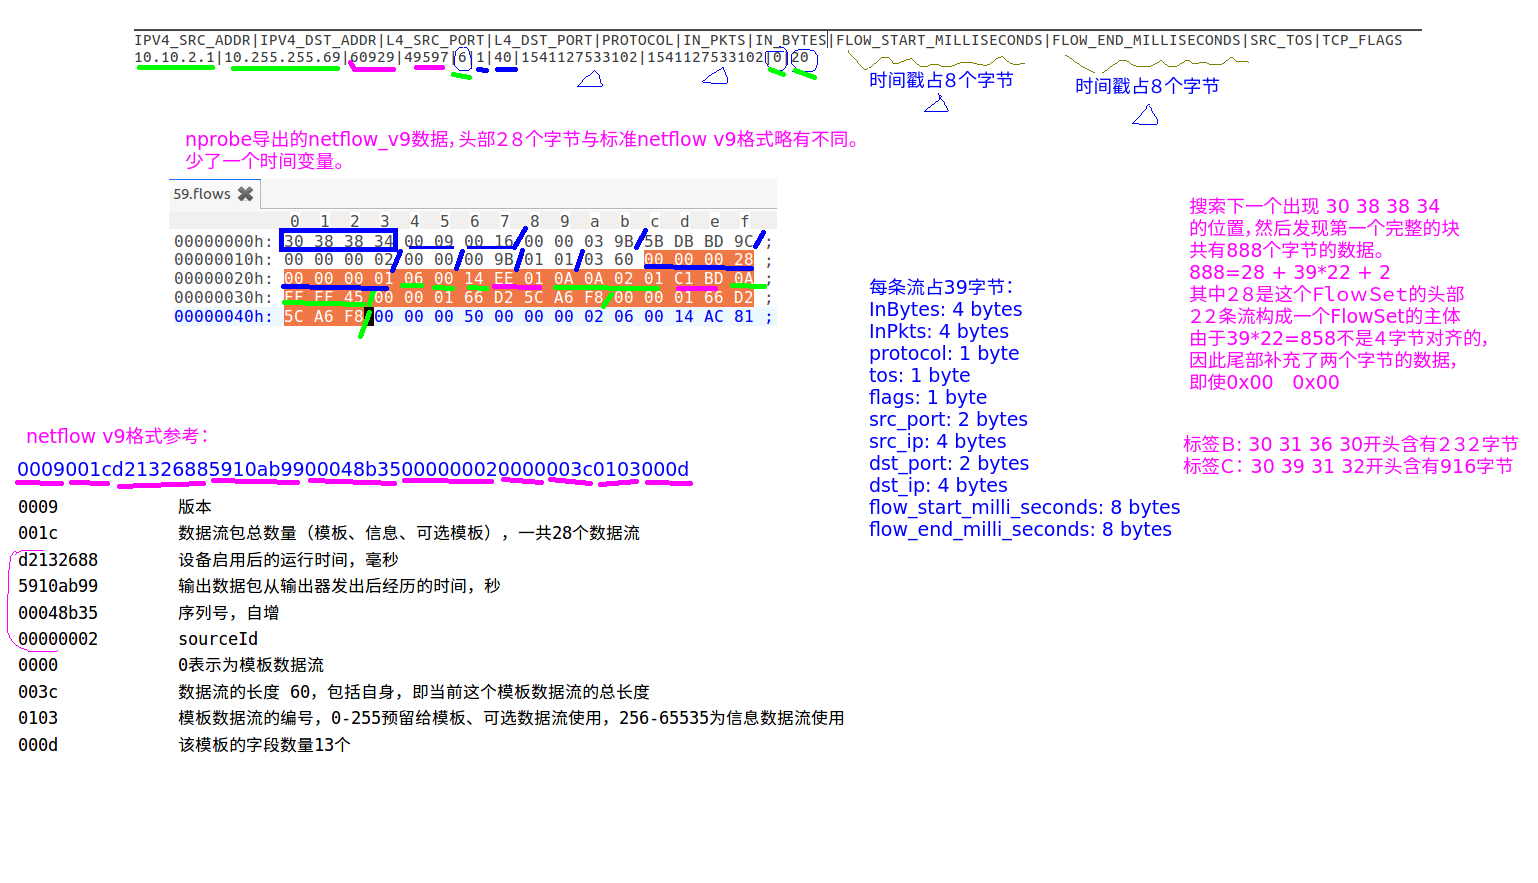 IPV4_SRC_ADDR|IPV4_DST_ADDR|L4_SRC_PORT|L4_DST_PORT|PROTOCOL|IN_PKTS|IN_BYTES|FLOW_START_MILLISECONDS|FLOW_END_MILLISECONDS|SRC_TOS|TCP_FLAGS
10.10.2.1|10.255.255.69|60929|49597|6|1|40|1541127533102|1541127533102|0|20
时间戳占8个字节
时间戳占8个字节
nprobe导出的netflow_v9数据,头部28个字节与标准netflow v9格式略有不同。
少了一个时间变量。
59.flows
0 1 2 3 4 5 6 7 8 9 a b c d e f
00000000h: 30 38 38 34 00 09 00 16 00 00 03 9B 5B DB BD 9C ;
00000010h: 00 00 00 02 00 00 00 9B 01 01 03 60 00 00 00 28 ;
00000020h: 00 00 00 01 06 00 14 EE 01 0A 0A 02 01 C1 BD 0A ;
00000030h: FF FF 45 00 00 01 66 D2 5C A6 F8 00 00 01 66 D2 ;
00000040h: 5C A6 F8 00 00 00 50 00 00 00 02 06 00 14 AC 81 ;
搜索下一个出现 30 38 38 34
的位置,然后发现第一个完整的块
共有888个字节的数据。
888=28 + 39*22 + 2
其中28是这个FlowSet的头部
22条流构成一个FlowSet的主体
由于39*22=858不是4字节对齐的,
因此尾部补充了两个字节的数据,
即使0x00 0x00
标签B: 30 31 36 30开头含有232字节
标签C: 30 39 31 32开头含有916字节
每条流占39字节:
InBytes: 4 bytes
InPkts: 4 bytes
protocol: 1 byte
tos: 1 byte
flags: 1 byte
src_port: 2 bytes
src_ip: 4 bytes
dst_port: 2 bytes
dst_ip: 4 bytes
flow_start_milli_seconds: 8 bytes
flow_end_milli_seconds: 8 bytes
netflow v9格式参考:
0009001cd21326885910ab9900048b35000000020000003c0103000d
0009 版本
001c 数据流包总数量（模板、信息、可选模板），一共28个数据流
d2132688 设备启用后的运行时间，毫秒
5910ab99 输出数据包从输出器发出后经历的时间，秒
00048b35 序列号，自增
00000002 sourceId
0000 0表示为模板数据流
003c 数据流的长度 60，包括自身，即当前这个模板数据流的总长度
0103 模板数据流的编号，0-255预留给模板、可选数据流使用，256-65535为信息数据流使用
000d 该模板的字段数量13个